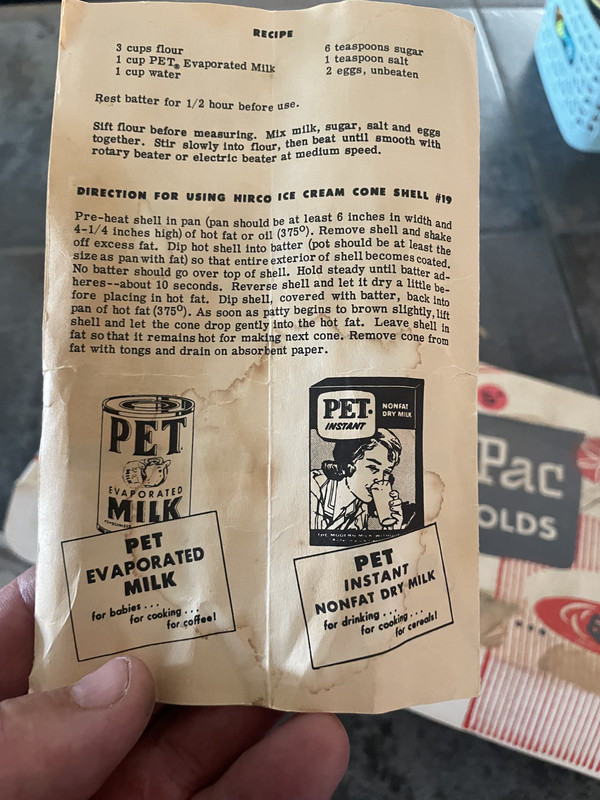 RECIPE
3 cups flour 6 teaspoons sugar
1 cup PET® Evaporated Milk 1 teaspoon salt
1 cup water 2 eggs, unbeaten
Rest batter for 1/2 hour before use.
Sift flour before measuring. Mix milk, sugar, salt and eggs
together. Stir slowly into flour, then beat until smooth with
rotary beater or electric beater at medium speed.
DIRECTION FOR USING HIRCO ICE CREAM CONE SHELL #19
Pre-heat shell in pan (pan should be at least 6 inches in width and
4-1/4 inches high) of hot fat or oil (375°). Remove shell and shake
off excess fat. Dip hot shell into batter (pot should be at least the
size as pan with fat) so that entire exterior of shell becomes coated.
No batter should go over top of shell. Hold steady until batter ad-
heres--about 10 seconds. Reverse shell and let it dry a little be-
fore placing in hot fat. Dip shell, covered with batter, back into
pan of hot fat (375°). As soon as patty begins to brown slightly, lift
shell and let the cone drop gently into the hot fat. Leave shell in
fat so that it remains hot for making next cone. Remove cone from
fat with tongs and drain on absorbent paper.
PET
EVAPORATED
MILK
PET
EVAPORATED
MILK
for babies...
for cooking...
for coffee!
PET
INSTANT
NONFAT
DRY MILK
THE MODERN MILK
PET
INSTANT
NONFAT DRY MILK
for drinking...
for cooking...
for cereals!
Pac
OLDS